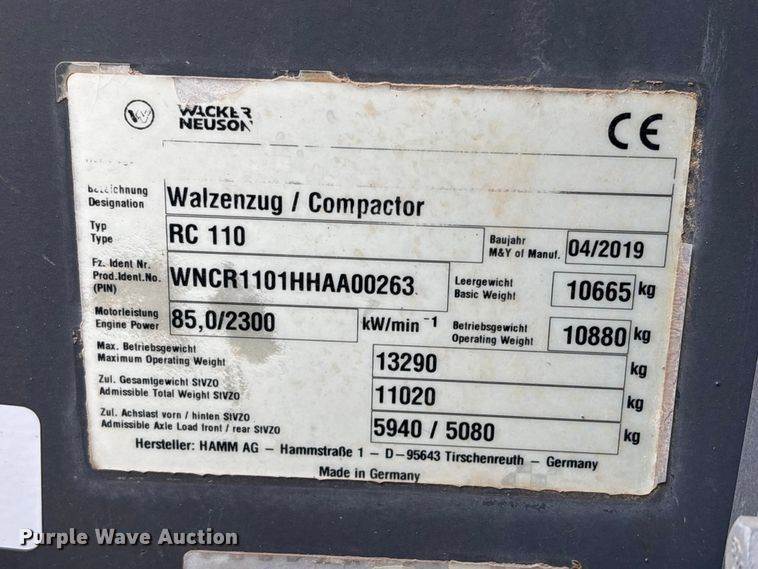 WACKER
NEUSON
CE
Bezeichnung
Designation
Walzenzug / Compactor
Typ
Type
RC 110
Baujahr
M&Y of Manuf.
04/2019
Fz. Ident Nr.
Prod.Ident.No.
(PIN)
WNCR1101HHAA00263
Leergewicht
Basic Weight
10665 kg
Motorleistung
Engine Power
85,0/2300 kW/min -1
Betriebsgewicht
Operating Weight
10880 kg
Max. Betriebsgewicht
Maximum Operating Weight
13290 kg
Zul. Gesamtgewicht StVZO
Admissible Total Weight StVZO
11020 kg
Zul. Achslast vorn / hinten StVZO
Admissible Axle Load front / rear StVZO
5940 / 5080 kg
Hersteller: HAMM AG – Hammstraße 1 – D–95643 Tirschenreuth – Germany
Made in Germany
Purple Wave Auction